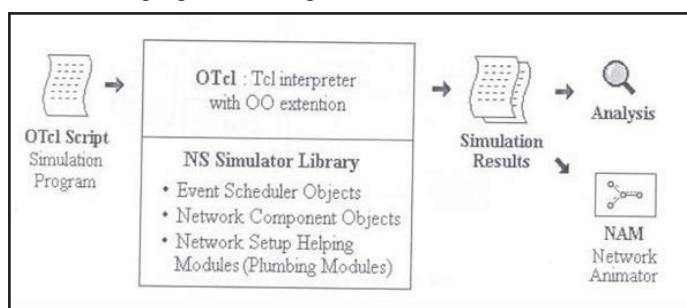 OTcl Script
Simulation
Program
OTcl : Tcl interpreter
with OO extention
NS Simulator Library
• Event Scheduler Objects
• Network Component Objects
• Network Setup Helping
Modules (Plumbing Modules)
Simulation
Results
Analysis
NAM
Network
Animator